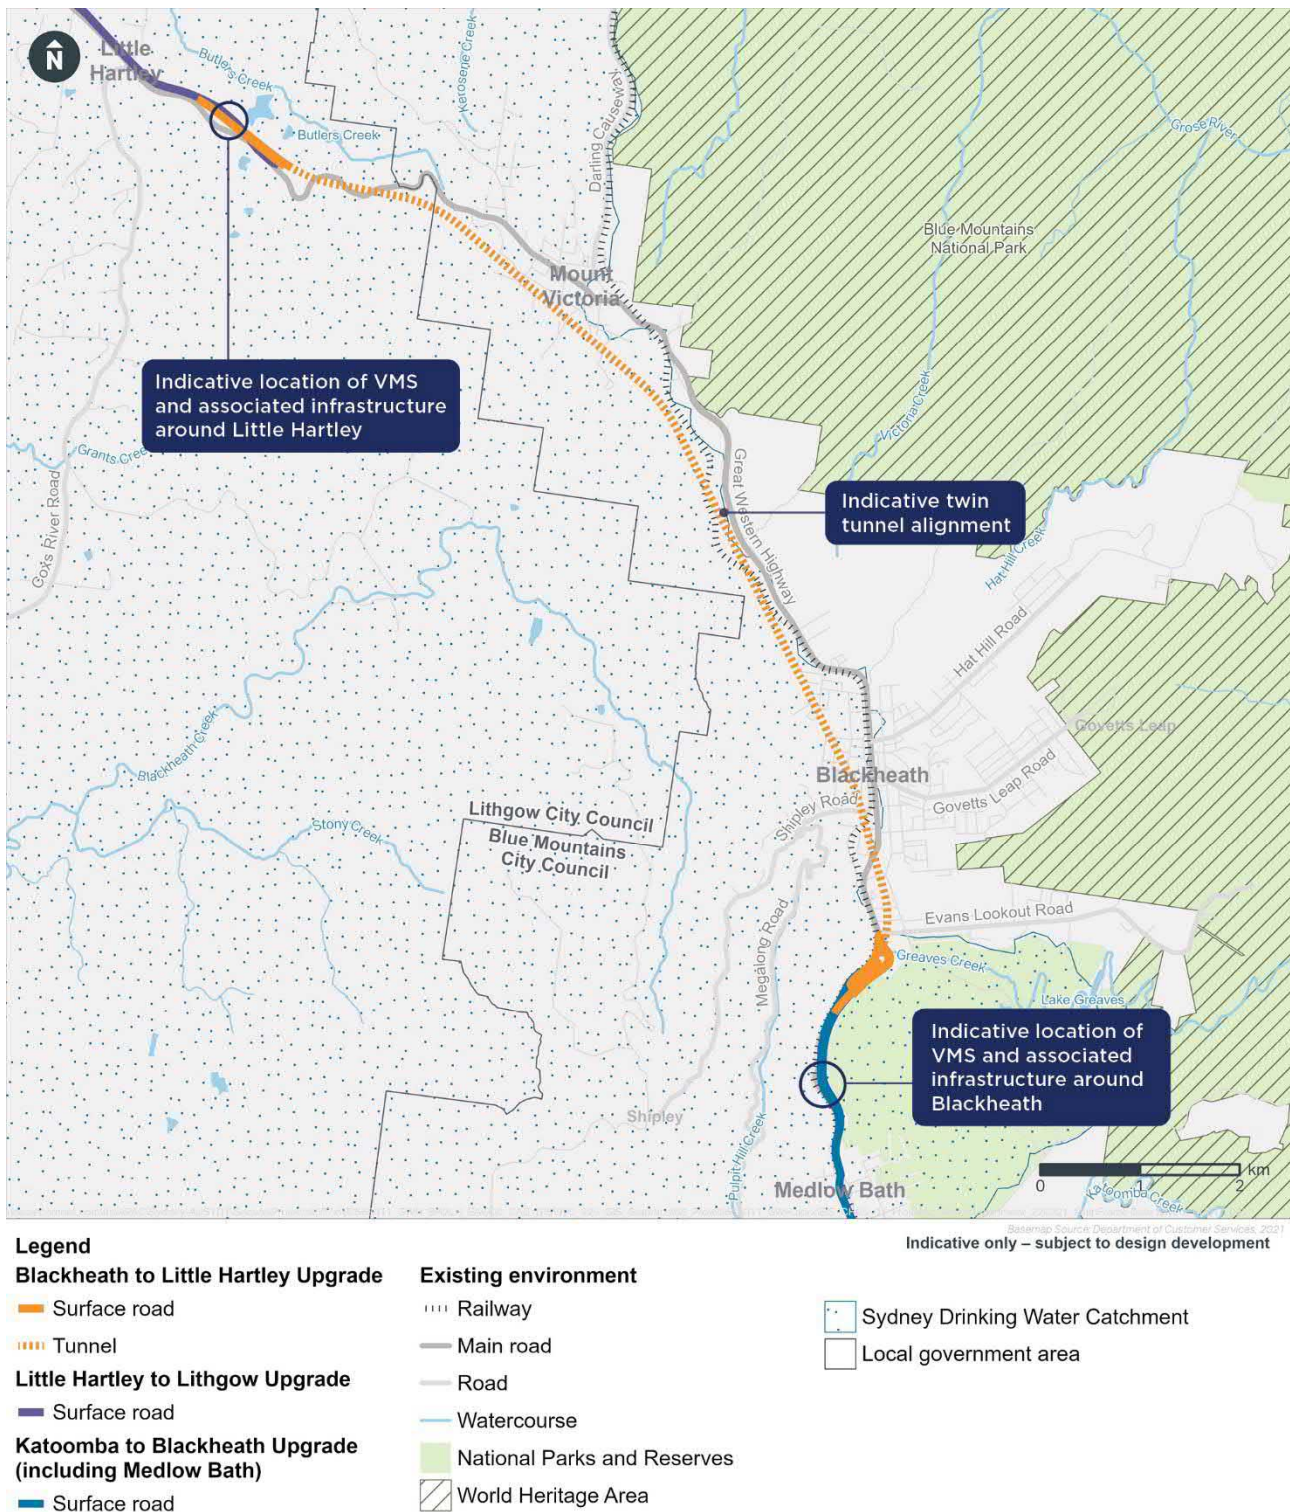 N
Little
Hartley
Butlers Creek
Kerosene Creek
Butlers Creek
Darling Causeway
Grose River
Blue Mountains
National Park
Mount
Victoria
Indicative location of VMS
and associated infrastructure
around Little Hartley
Victoria Creek
Grants Creek
Coxs River Road
Great Western Highway
Indicative twin
tunnel alignment
Hat Hill Creek
Hat Hill Road
Govetts Leap
Blackheath Creek
Blackheath
Govetts Leap Road
Shipley Road
Lithgow City Council
Blue Mountains
City Council
Stony Creek
Megalong Road
Evans Lookout Road
Greaves Creek
Lake Greaves
Indicative location of
VMS and associated
infrastructure around
Blackheath
Shipley
Pulpit Hill Creek
Medlow Bath
km
0
2
Katoomba Creek
Basemap Source: Department of Customer Services, 2021
Indicative only – subject to design development
Legend
Blackheath to Little Hartley Upgrade
Surface road
Tunnel
Little Hartley to Lithgow Upgrade
Surface road
Katoomba to Blackheath Upgrade
(including Medlow Bath)
Surface road
Existing environment
Railway
Main road
Road
Watercourse
National Parks and Reserves
World Heritage Area
Sydney Drinking Water Catchment
Local government area